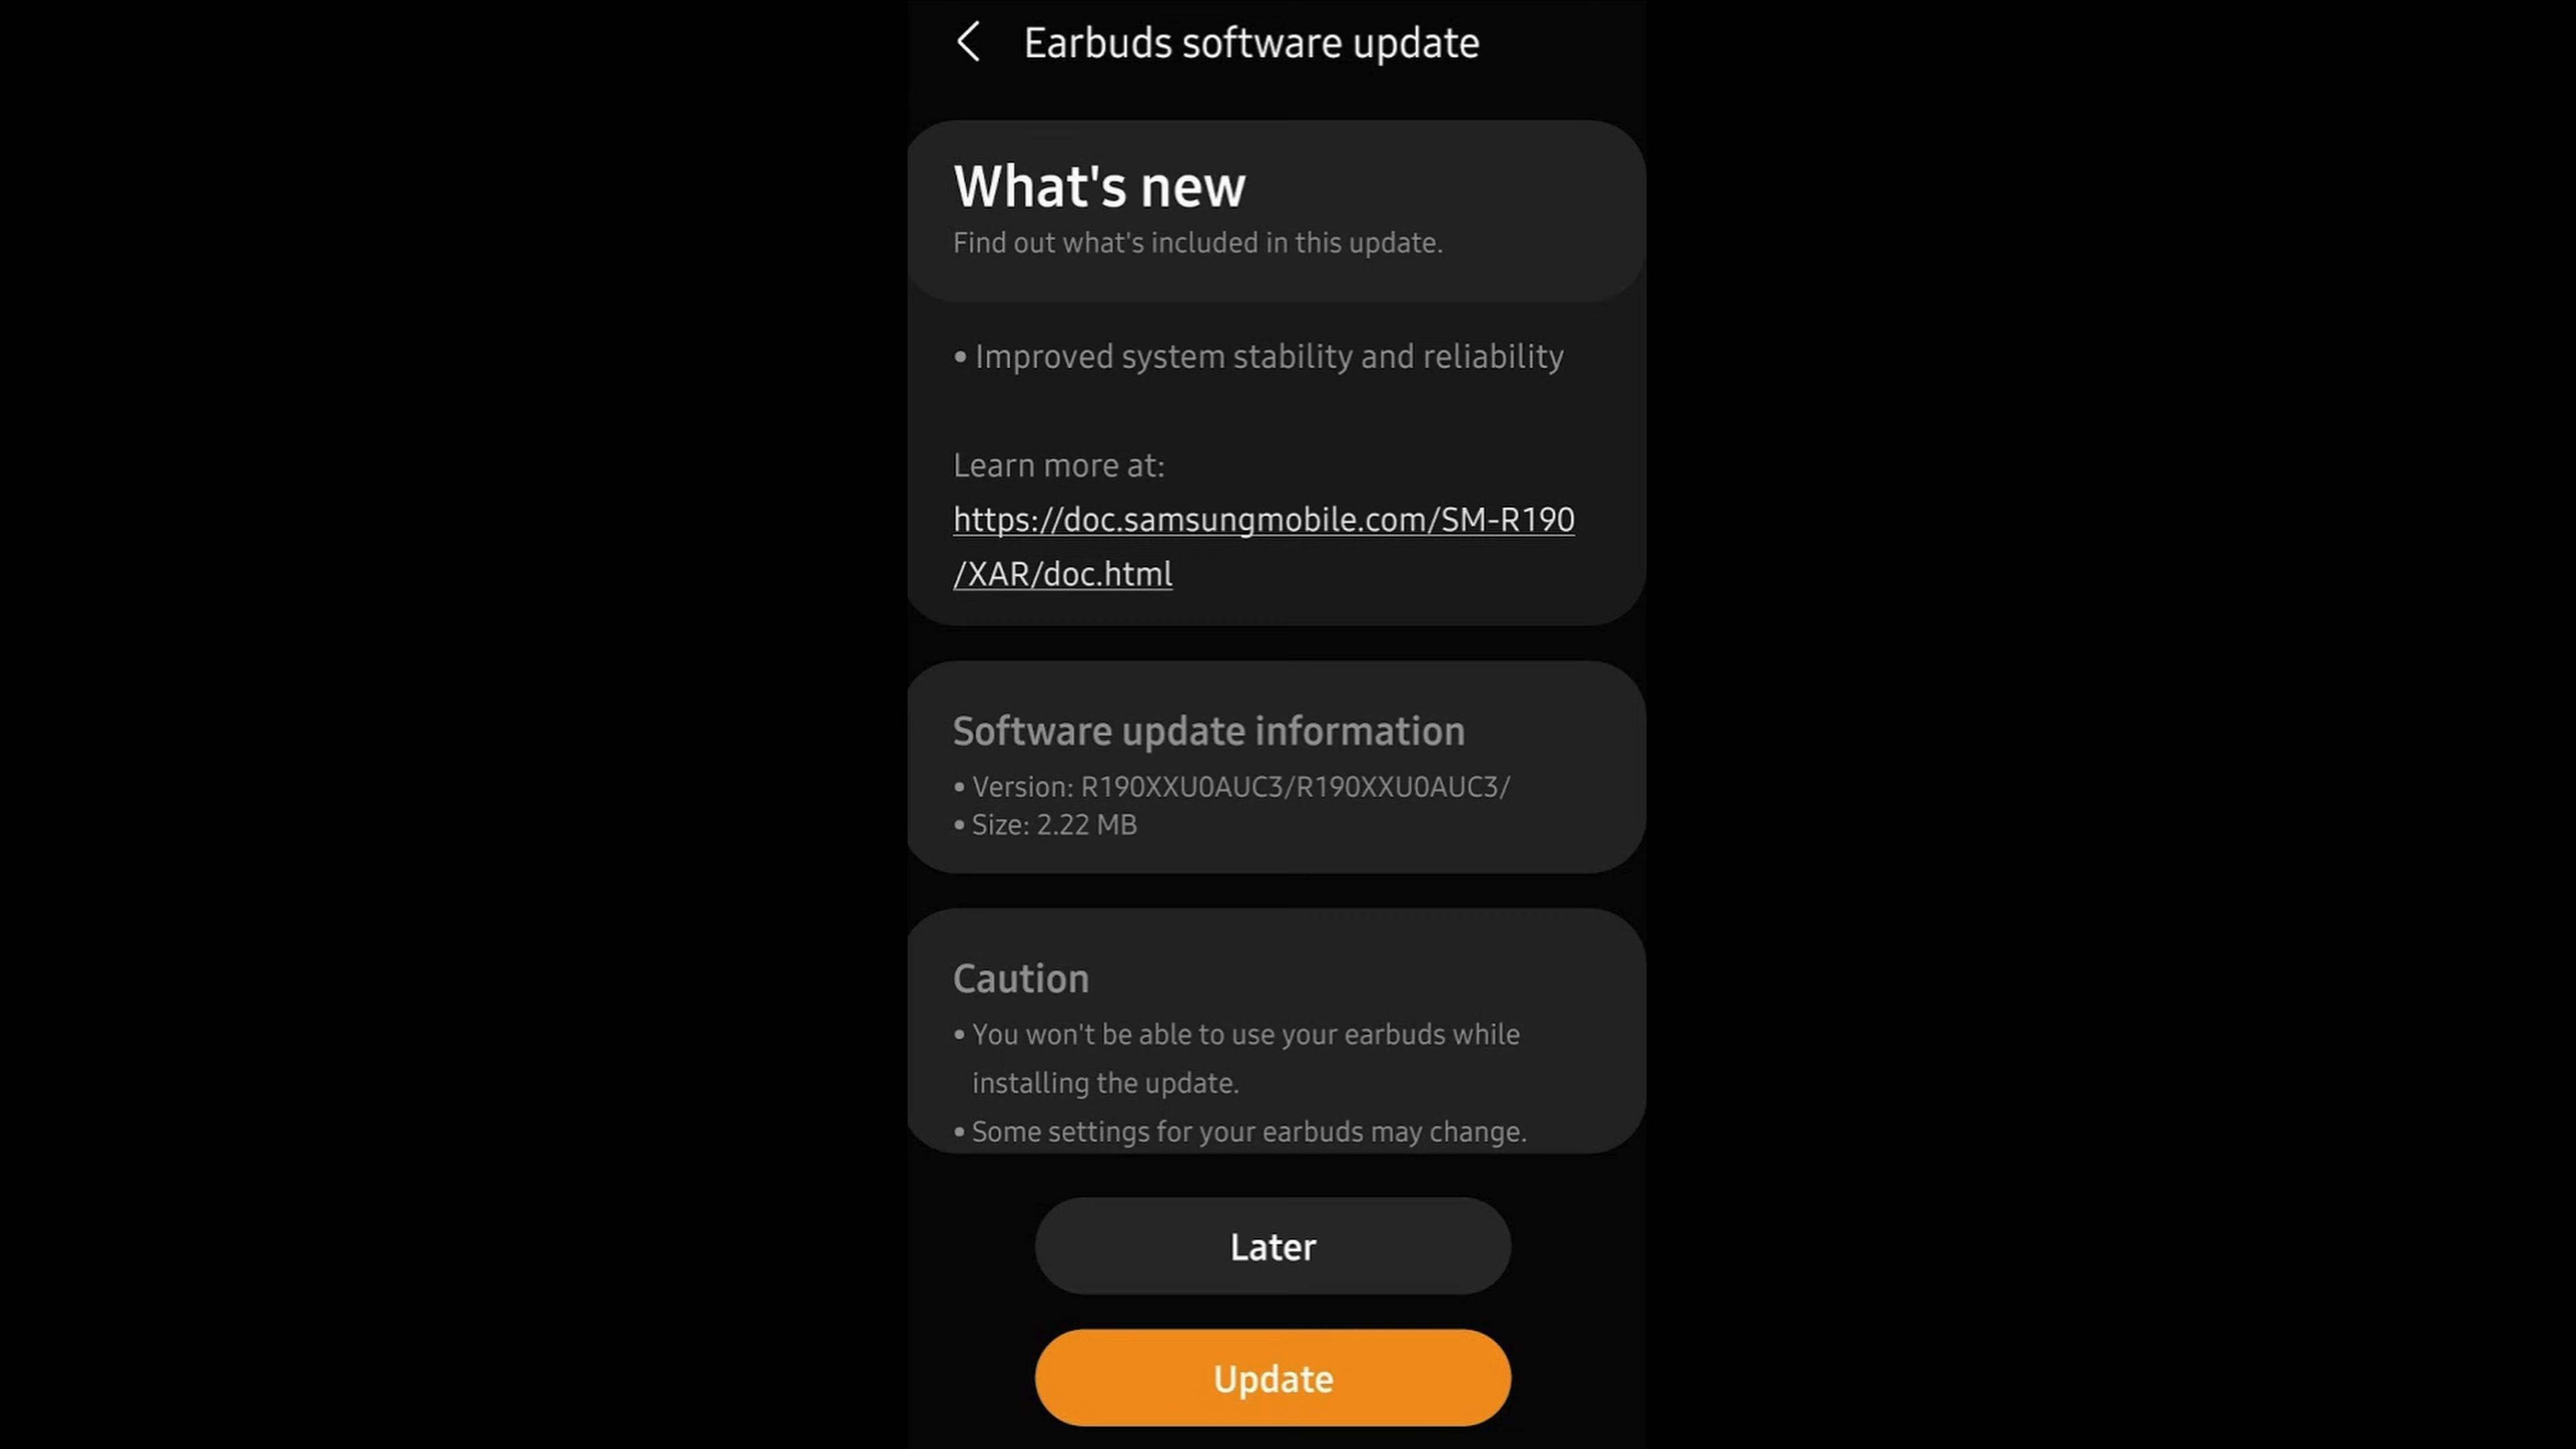 Earbuds software update
What's new
Find out what's included in this update.
• Improved system stability and reliability
Learn more at:
https://doc.samsungmobile.com/SM-R190
/XAR/doc.html
Software update information
• Version: R190XXU0AUC3/R190XXU0AUC3/
• Size: 2.22 MB
Caution
• You won't be able to use your earbuds while
installing the update.
• Some settings for your earbuds may change.
Later
Update